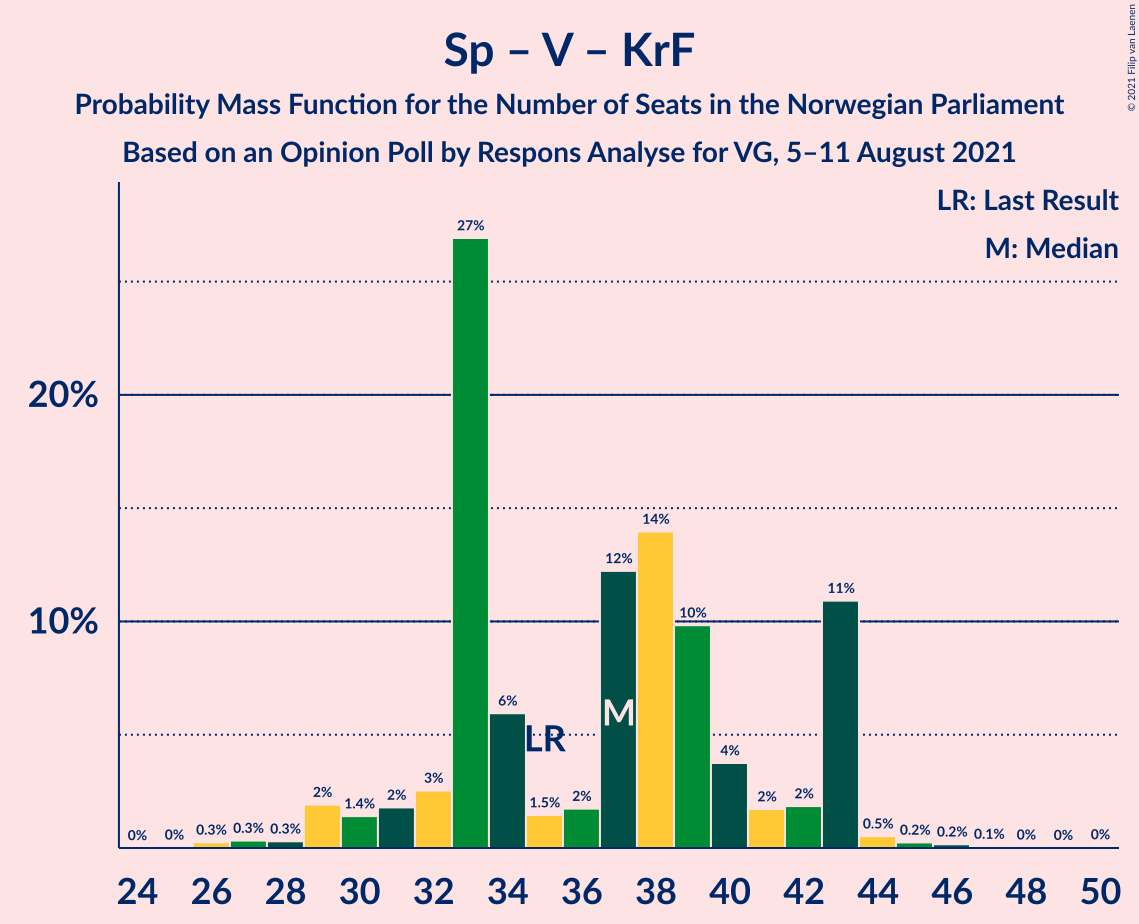 © 2021 Filip van Laenen
Sp – V – KrF
Probability Mass Function for the Number of Seats in the Norwegian Parliament
Based on an Opinion Poll by Respons Analyse for VG, 5–11 August 2021
LR: Last Result
M: Median
20%
10%
0% 0% 0.3% 0.3% 0.3% 2% 1.4% 2% 3% 27% 6% 1.5% 2% 12% 14% 10% 4% 2% 2% 11% 0.5% 0.2% 0.2% 0.1% 0% 0% 0%
LR M
24 26 28 30 32 34 36 38 40 42 44 46 48 50